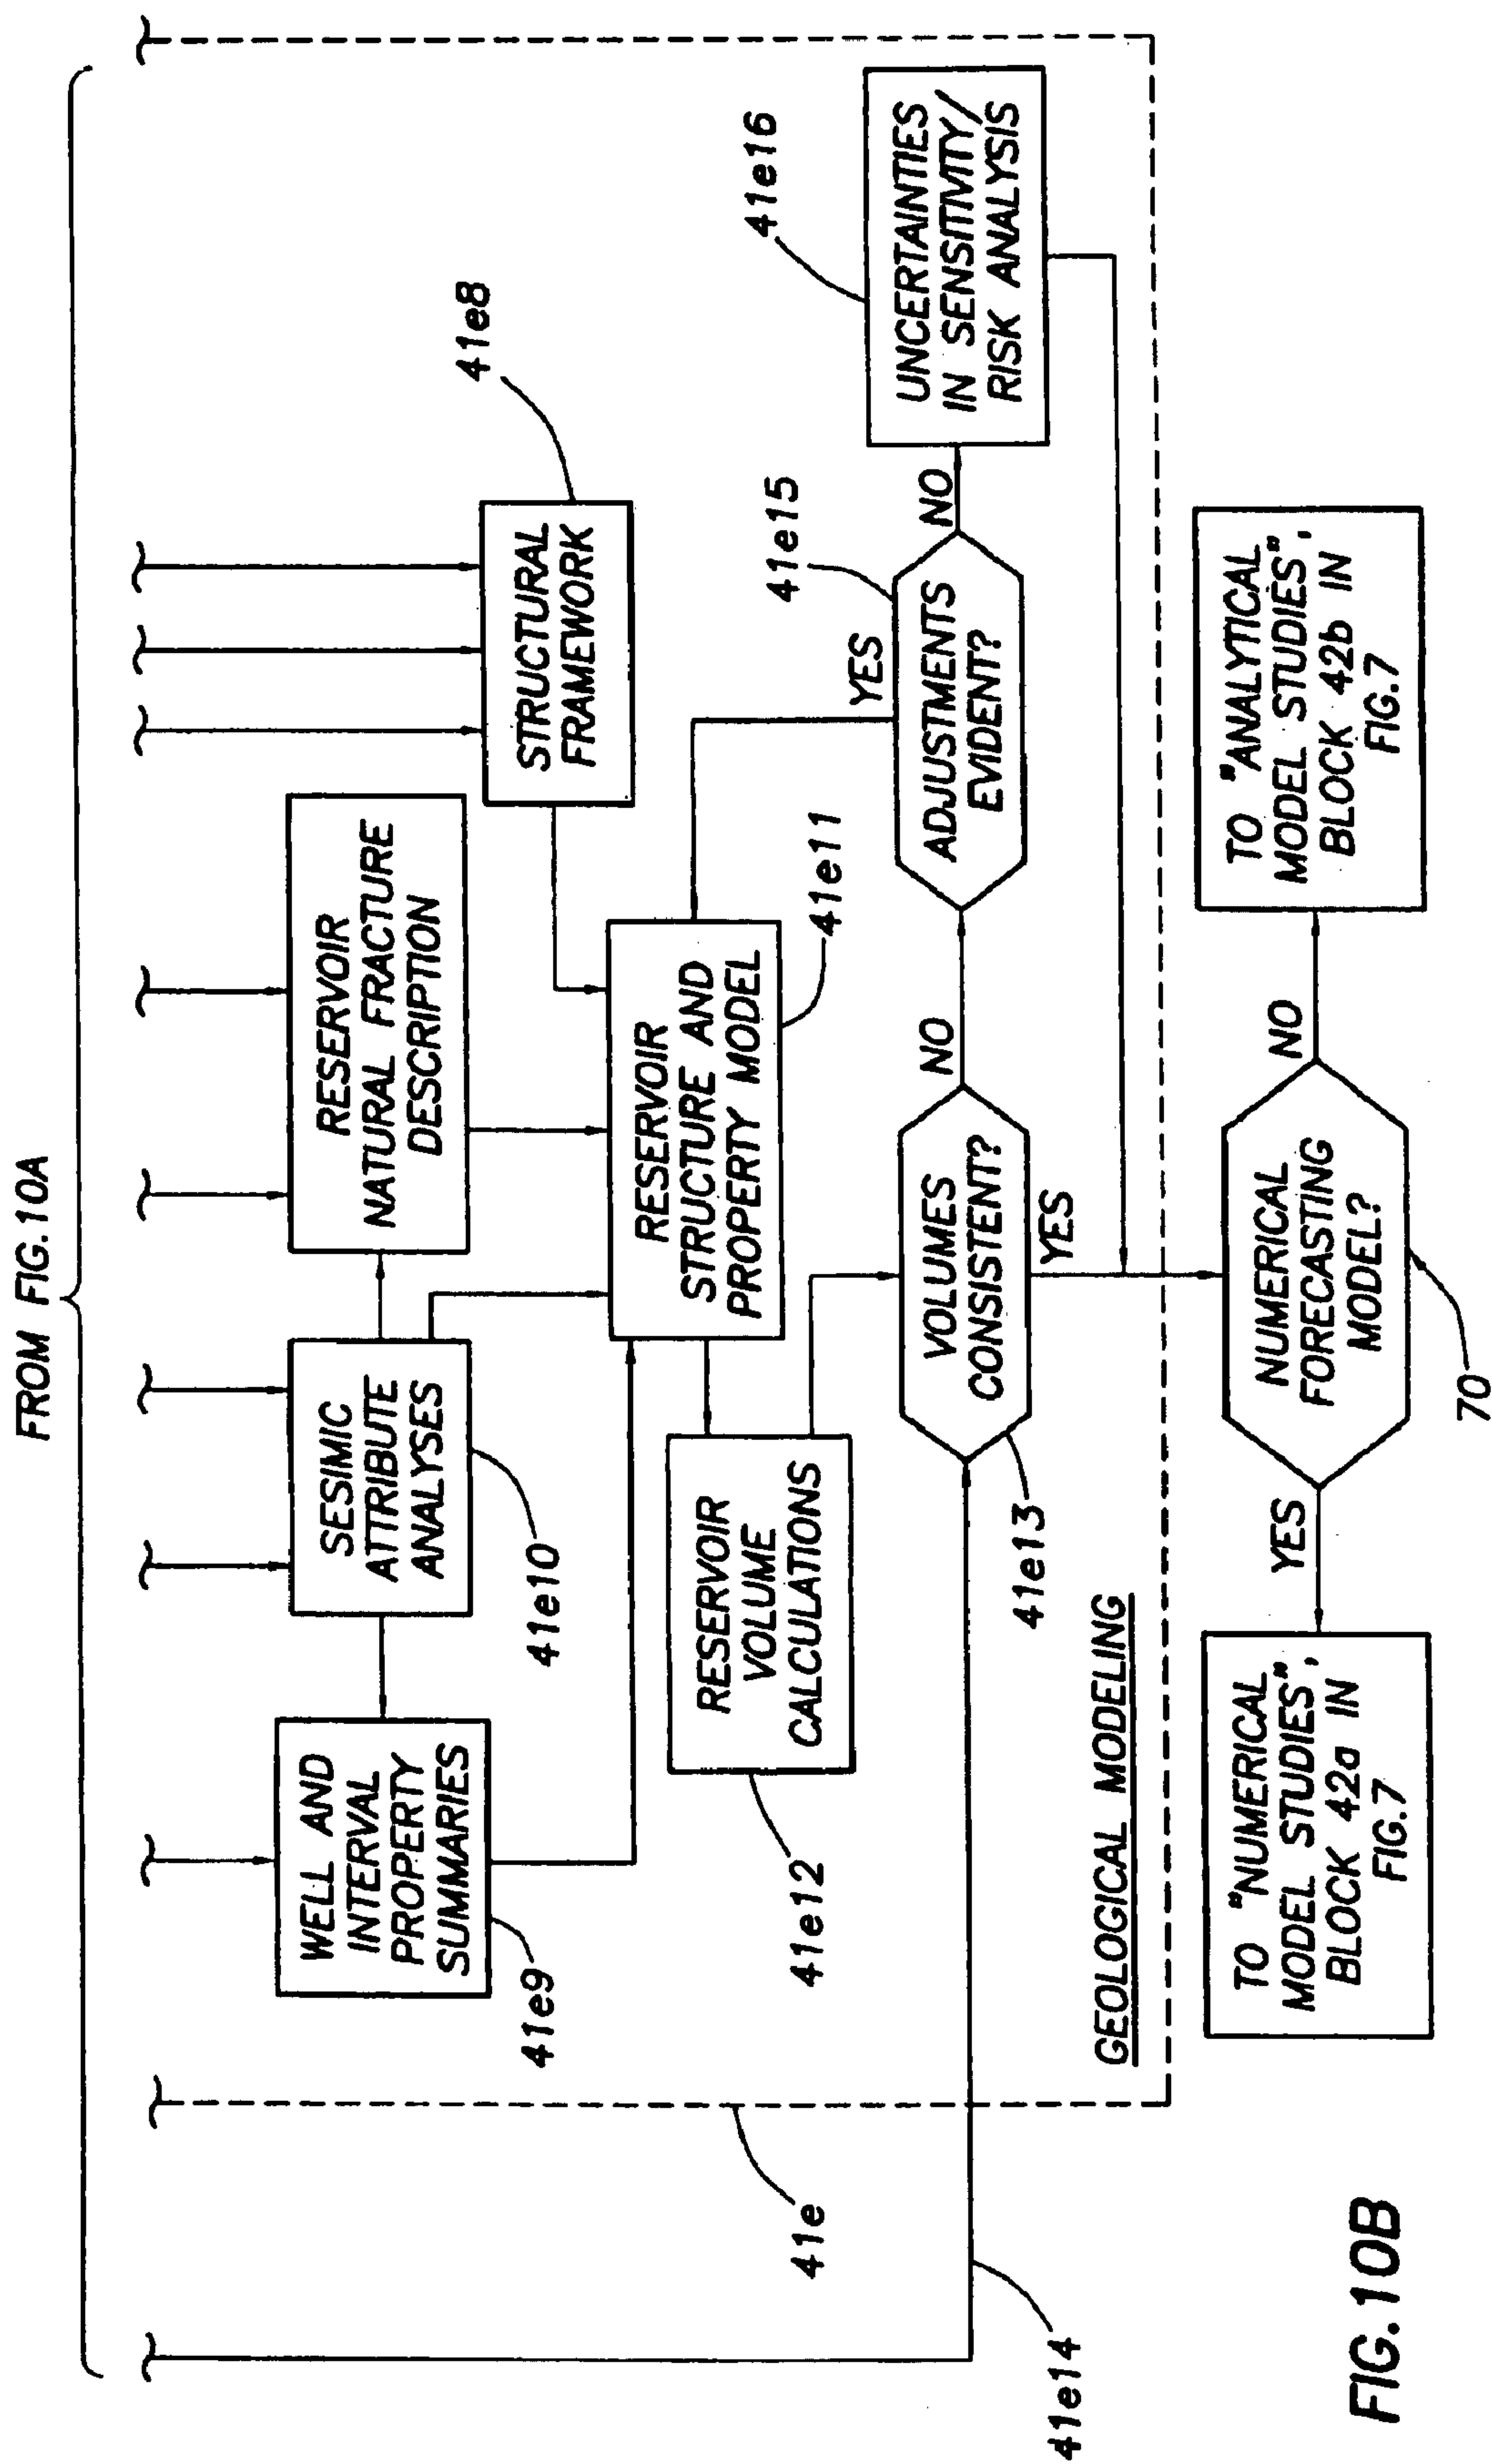 FROM FIG.10A
WELL AND
INTERVAL
PROPERTY
SUMMARIES
41e9
SESIMIC
ATTRIBUTE
ANALYSES
41e10
RESERVOIR
NATURAL FRACTURE
DESCRIPTION
STRUCTURAL
FRAMEWORK
41e8
RESERVOIR
STRUCTURE AND
PROPERTY MODEL
41e11
RESERVOIR
VOLUME
CALCULATIONS
41e12
VOLUMES
CONSISTENT?
41e13
NO
YES
ADJUSTMENTS
EVIDENT?
41e15
YES
NO
UNCERTAINTIES
IN SENSITIVITY/
RISK ANALYSIS
41e16
41e
41e14
GEOLOGICAL MODELING
NUMERICAL
FORECASTING
MODEL?
70
YES
NO
TO "NUMERICAL
MODEL STUDIES",
BLOCK 42a IN
FIG.7
TO "ANALYTICAL
MODEL STUDIES",
BLOCK 42b IN
FIG.7
FIG.10B